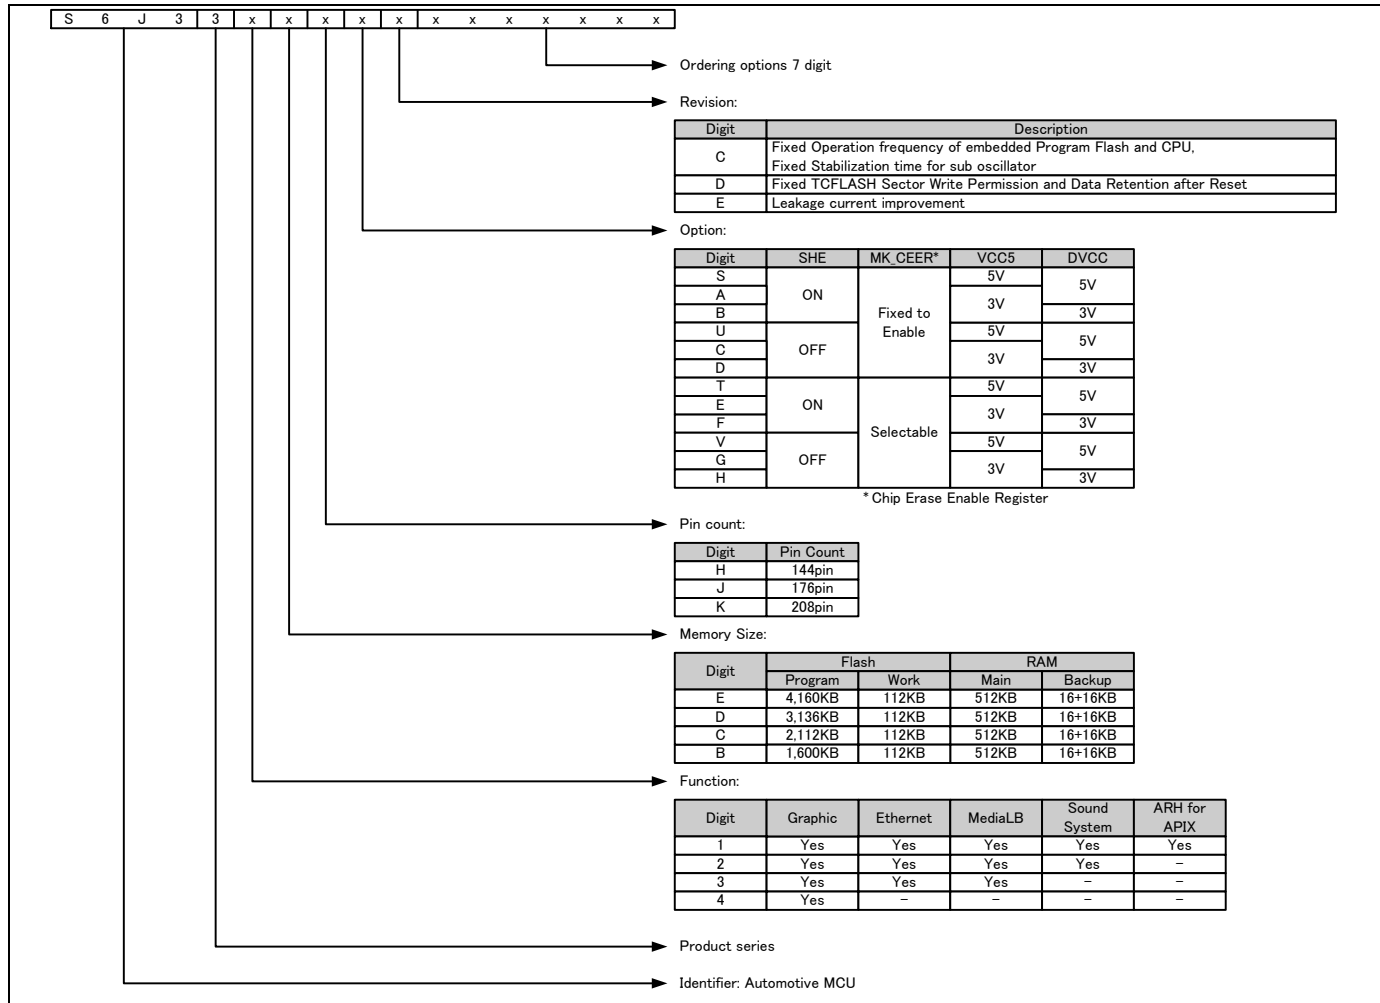 S 6 J 3 3 x x x x x x x x x x x x
Ordering options 7 digit
Revision:
Digit Description
C Fixed Operation frequency of embedded Program Flash and CPU,
Fixed Stabilization time for sub oscillator
D Fixed TCFLASH Sector Write Permission and Data Retention after Reset
E Leakage current improvement
Option:
Digit SHE MK_CEER* VCC5 DVCC
S ON Fixed to Enable 5V 5V
A 3V
B 3V
U OFF 5V 5V
C 3V
D 3V
T ON Selectable 5V 5V
E 3V
F 3V
V OFF 5V 5V
G 3V
H 3V
* Chip Erase Enable Register
Pin count:
Digit Pin Count
H 144pin
J 176pin
K 208pin
Memory Size:
Digit Flash RAM
Program Work Main Backup
E 4,160KB 112KB 512KB 16+16KB
D 3,136KB 112KB 512KB 16+16KB
C 2,112KB 112KB 512KB 16+16KB
B 1,600KB 112KB 512KB 16+16KB
Function:
Digit Graphic Ethernet MediaLB Sound System ARH for APIX
1 Yes Yes Yes Yes Yes
2 Yes Yes Yes Yes -
3 Yes Yes Yes - -
4 Yes - - - -
Product series
Identifier: Automotive MCU